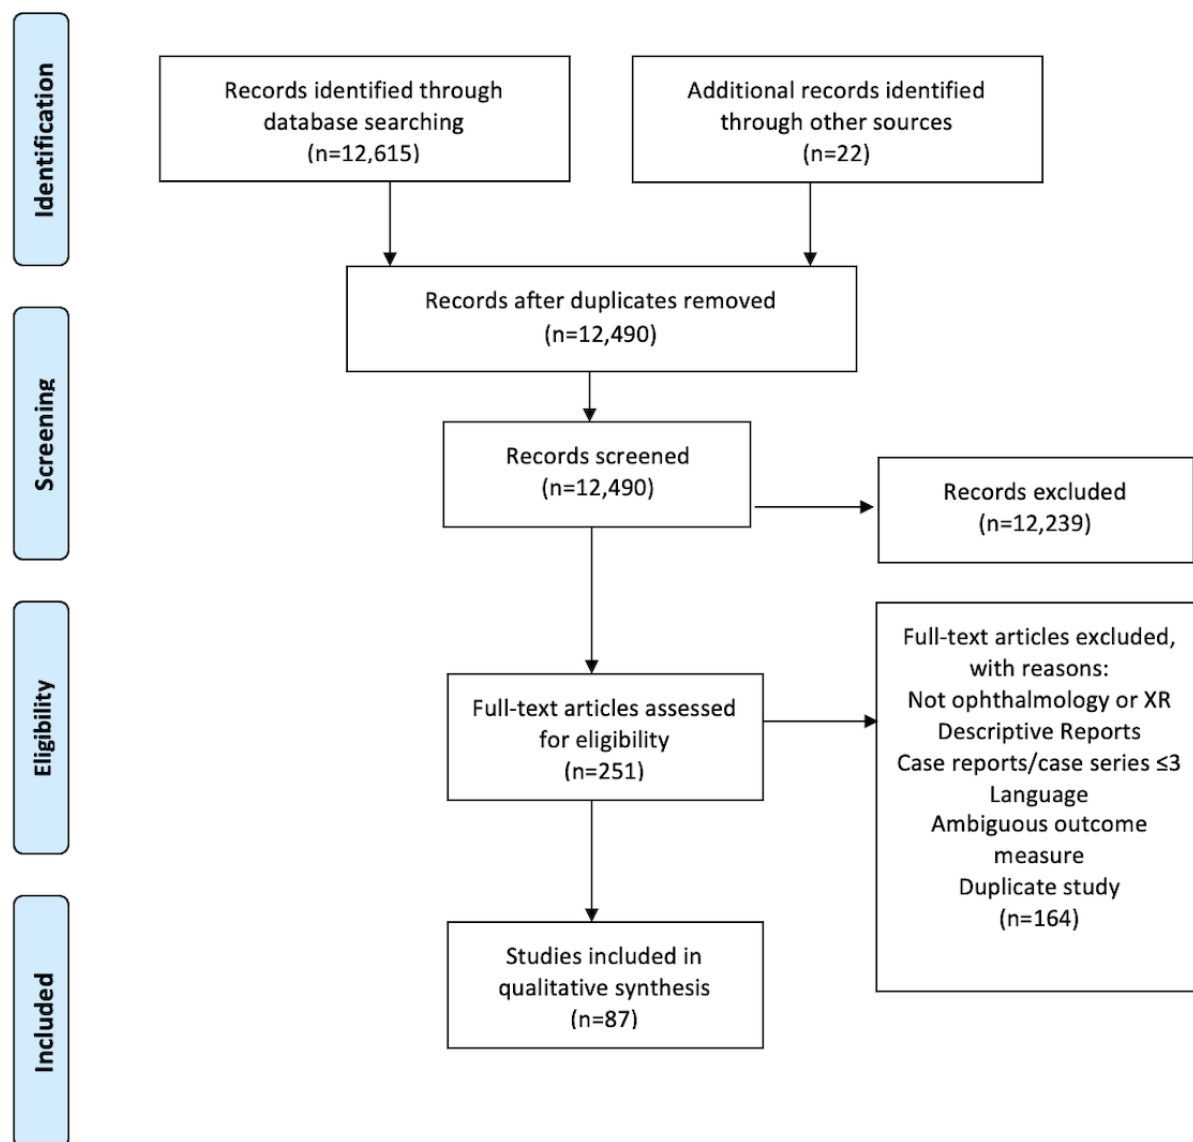 Identification
Records identified through
database searching
(n=12,615)
Additional records identified
through other sources
(n=22)
Records after duplicates removed
(n=12,490)
Screening
Records screened
(n=12,490)
Records excluded
(n=12,239)
Eligibility
Full-text articles assessed
for eligibility
(n=251)
Full-text articles excluded,
with reasons:
Not ophthalmology or XR
Descriptive Reports
Case reports/case series ≤3
Language
Ambiguous outcome
measure
Duplicate study
(n=164)
Included
Studies included in
qualitative synthesis
(n=87)